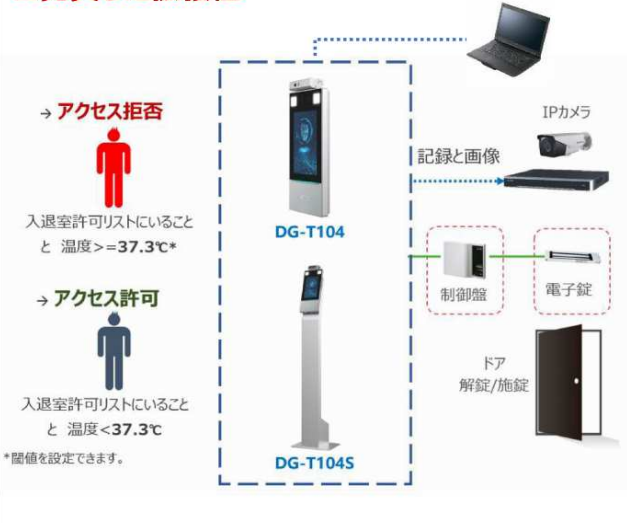 → アクセス拒否
入退室許可リストにいること
と 温度>=37.3℃*
→ アクセス許可
入退室許可リストにいること
と 温度<37.3℃
*閾値を設定できます。
DG-T104
DG-T104S
記録と画像
IPカメラ
制御盤
電子錠
ドア
解錠/施錠